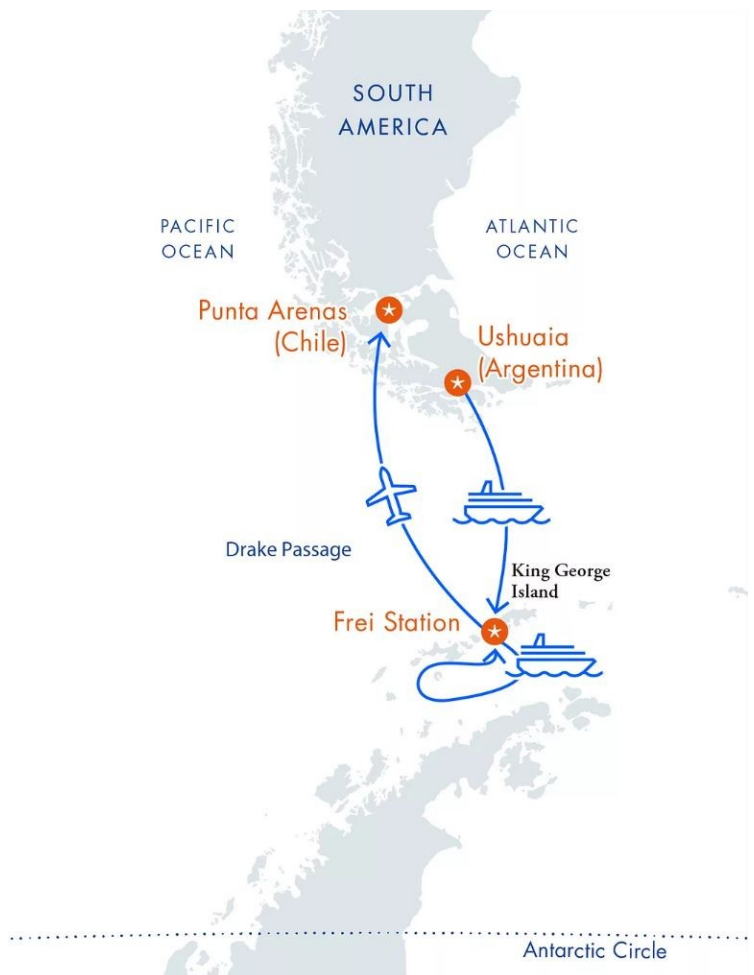 SOUTH
AMERICA
PACIFIC
OCEAN
ATLANTIC
OCEAN
Punta Arenas
(Chile)
Ushuaia
(Argentina)
Drake Passage
King George
Island
Frei Station
Antarctic Circle